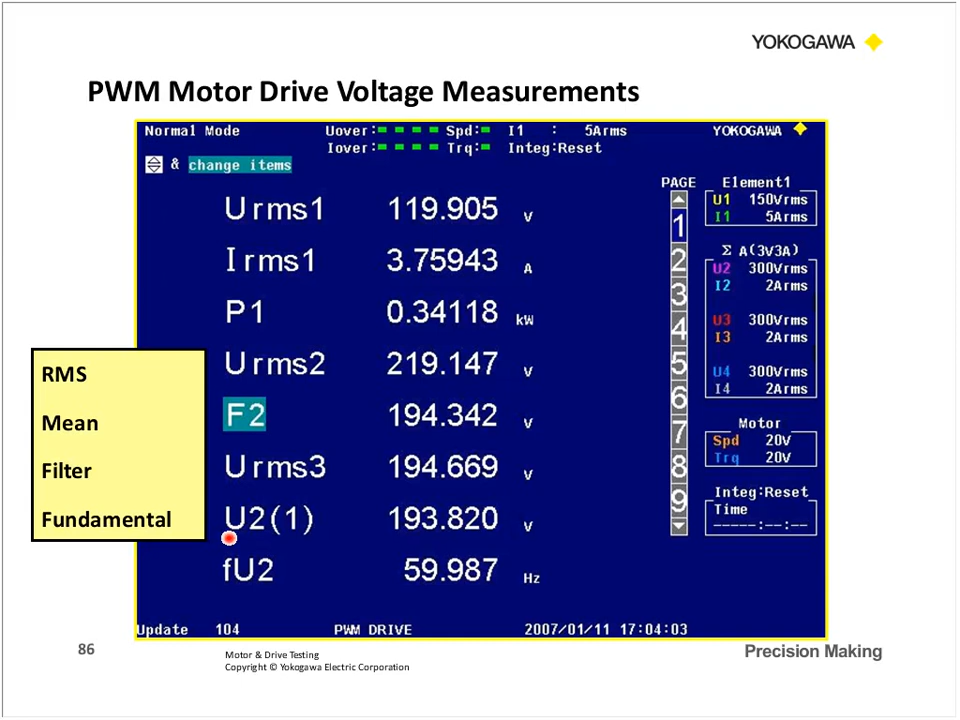 YOKOGAWA
PWM Motor Drive Voltage Measurements
Normal Mode
Uover: Spd: I1 : 5Arms
YOKOGAWA
Iover: Trq: Integ:Reset
& change items
PAGE
1
2
3
4
5
6
7
8
9
Urms1 119.905 V
Irms1 3.75943 A
P1 0.34118 kW
Urms2 219.147 V
F2 194.342 V
Urms3 194.669 V
U2(1) 193.820 V
fU2 59.987 Hz
Element1
U1 150Vrms
I1 5Arms
Σ A(3V3A)
U2 300Vrms
I2 2Arms
U3 300Vrms
I3 2Arms
U4 300Vrms
I4 2Arms
Motor
Spd 20V
Trq 20V
Integ:Reset
Time
-----:--:--
RMS
Mean
Filter
Fundamental
Update 104 PWM DRIVE 2007/01/11 17:04:03
86
Motor & Drive Testing
Copyright © Yokogawa Electric Corporation
Precision Making